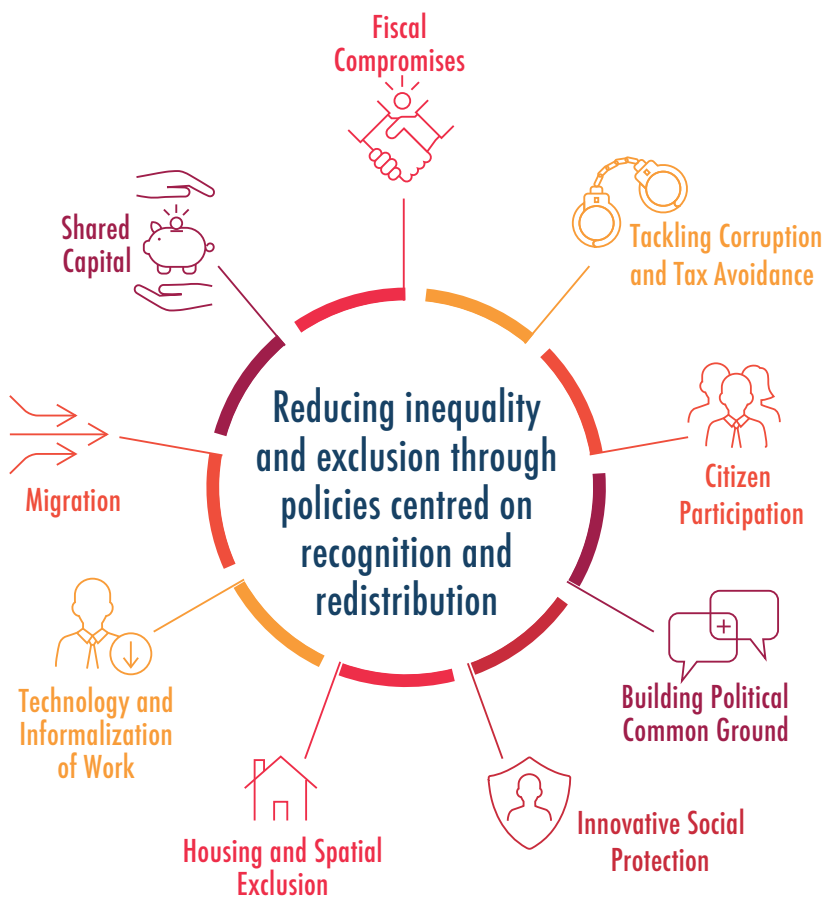 Fiscal
Compromises
Tackling Corruption
and Tax Avoidance
Citizen
Participation
Building Political
Common Ground
Innovative Social
Protection
Housing and Spatial
Exclusion
Technology and
Informalization
of Work
Migration
Shared
Capital
Reducing inequality
and exclusion through
policies centred on
recognition and
redistribution